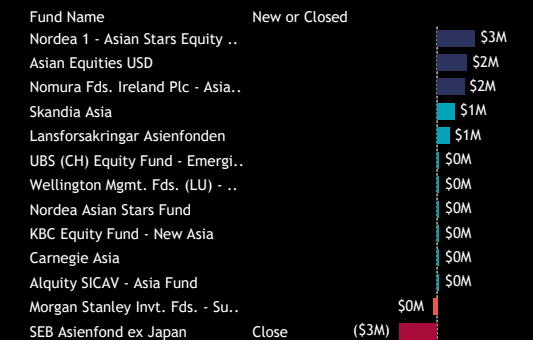 Fund Name New or Closed
Nordea 1 - Asian Stars Equity .. $3M
Asian Equities USD $2M
Nomura Fds. Ireland Plc - Asia.. $2M
Skandia Asia $1M
Lansforsakringar Asienfonden $1M
UBS (CH) Equity Fund - Emergi.. $0M
Wellington Mgmt. Fds. (LU) - .. $0M
Nordea Asian Stars Fund $0M
KBC Equity Fund - New Asia $0M
Carnegie Asia $0M
Alquity SICAV - Asia Fund $0M
Morgan Stanley Invt. Fds. - Su.. $0M
SEB Asienfond ex Japan Close ($3M)